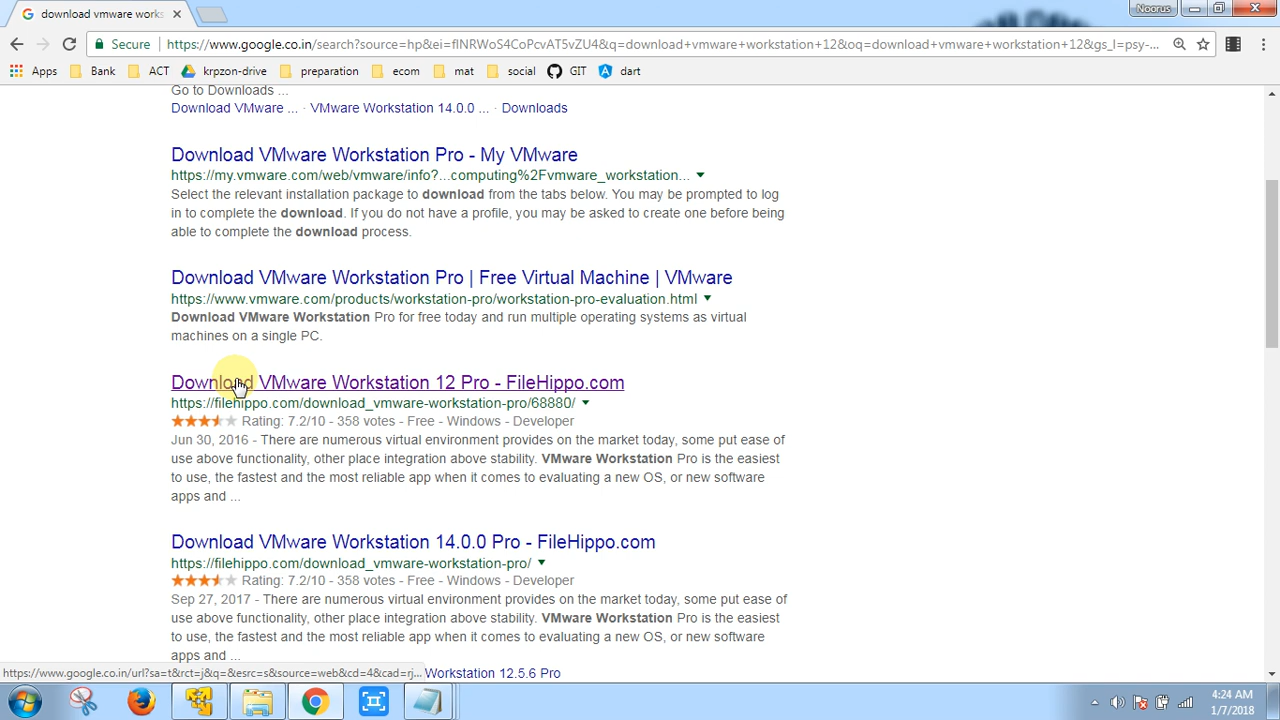 download vmware works
Noorus
Secure
https://www.google.co.in/search?source=hp&ei=flNRWoS4CoPevAT5vZU4&q=download+vmware+workstation+12&oq=download+vmware+workstation+12&gs_l=psy-...
Apps Bank ACT krpzon-drive preparation ecom mat social GIT dart
Go to Downloads ...
Download VMware ... · VMware Workstation 14.0.0 ... · Downloads
Download VMware Workstation Pro - My VMware
https://my.vmware.com/web/vmware/info?...computing%2Fvmware_workstation...
Select the relevant installation package to download from the tabs below. You may be prompted to log
in to complete the download. If you do not have a profile, you may be asked to create one before being
able to complete the download process.
Download VMware Workstation Pro | Free Virtual Machine | VMware
https://www.vmware.com/products/workstation-pro/workstation-pro-evaluation.html
Download VMware Workstation Pro for free today and run multiple operating systems as virtual
machines on a single PC.
Download VMware Workstation 12 Pro - FileHippo.com
https://filehippo.com/download_vmware-workstation-pro/68880/
Rating: 7.2/10 - 358 votes - Free - Windows - Developer
Jun 30, 2016 - There are numerous virtual environment provides on the market today, some put ease of
use above functionality, other place integration above stability. VMware Workstation Pro is the easiest
to use, the fastest and the most reliable app when it comes to evaluating a new OS, or new software
apps and ...
Download VMware Workstation 14.0.0 Pro - FileHippo.com
https://filehippo.com/download_vmware-workstation-pro/
Rating: 7.2/10 - 358 votes - Free - Windows - Developer
Sep 27, 2017 - There are numerous virtual environment provides on the market today, some put ease of
use above functionality, other place integration above stability. VMware Workstation Pro is the easiest
to use, the fastest and the most reliable app when it comes to evaluating a new OS, or new software
apps and ...
https://www.google.co.in/url?sa=t&rct=j&q=&esrc=s&source=web&cd=4&cad=rj...
Workstation 12.5.6 Pro
4:24 AM
1/7/2018